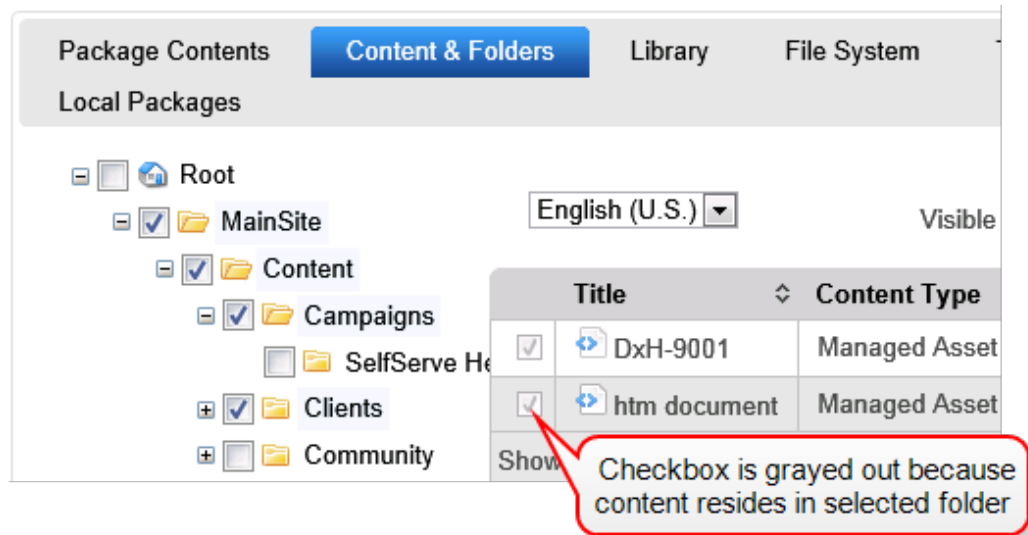 Package Contents
Content & Folders
Library
File System
Local Packages
Root
MainSite
English (U.S.)
Visible
Content
Title
Content Type
Campaigns
DxH-9001
Managed Asset
SelfServe
htm document
Managed Asset
Clients
Community
Show
Checkbox is grayed out because
content resides in selected folder